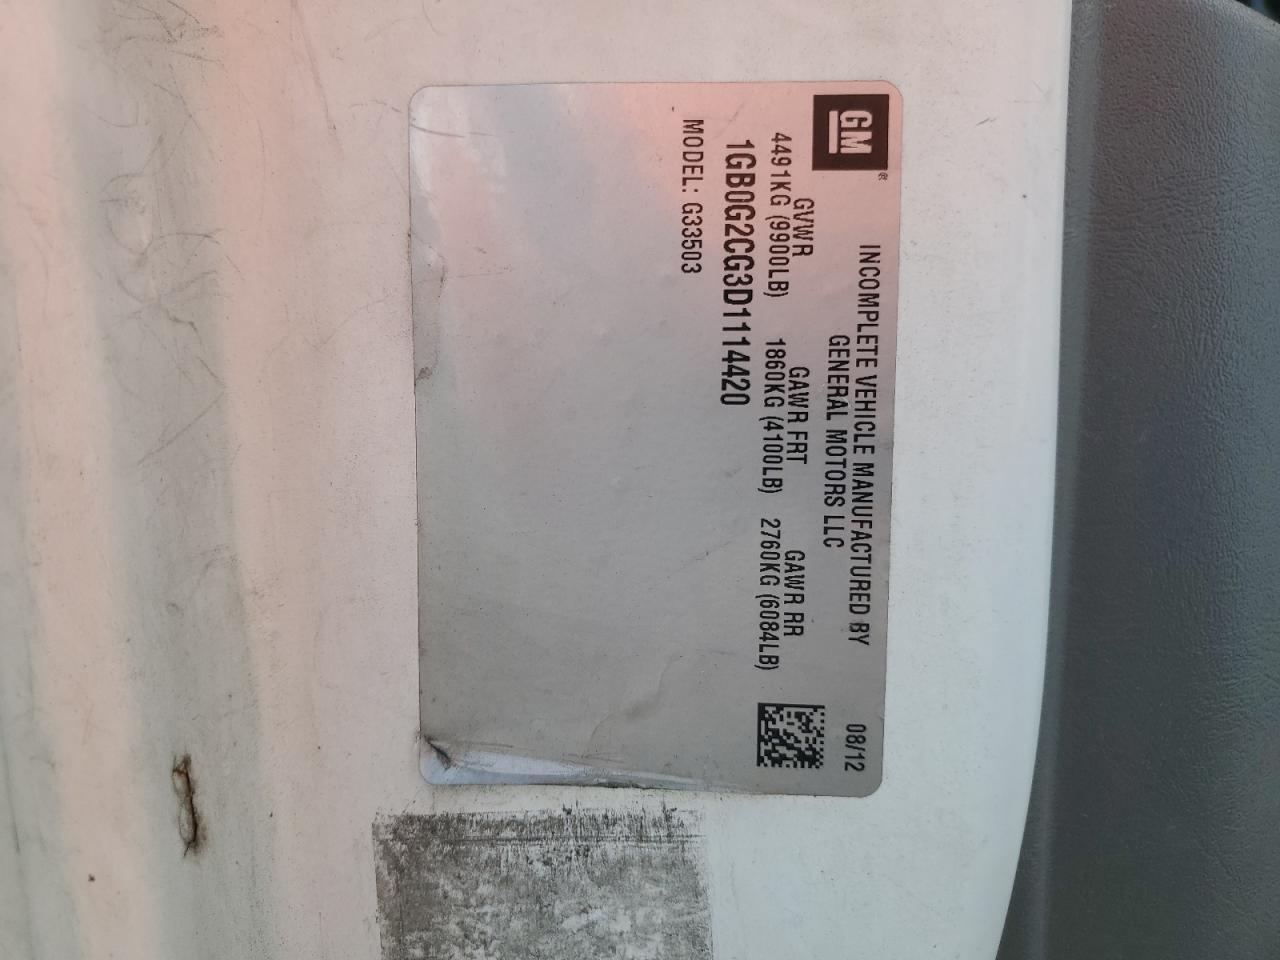 GM®
INCOMPLETE VEHICLE MANUFACTURED BY 08/12
GENERAL MOTORS LLC
GVWR GAWR FRT GAWR RR
4491KG (9900LB) 1860KG (4100LB) 2760KG (6084LB)
1GB0G2CG3D1114420
MODEL: G33503